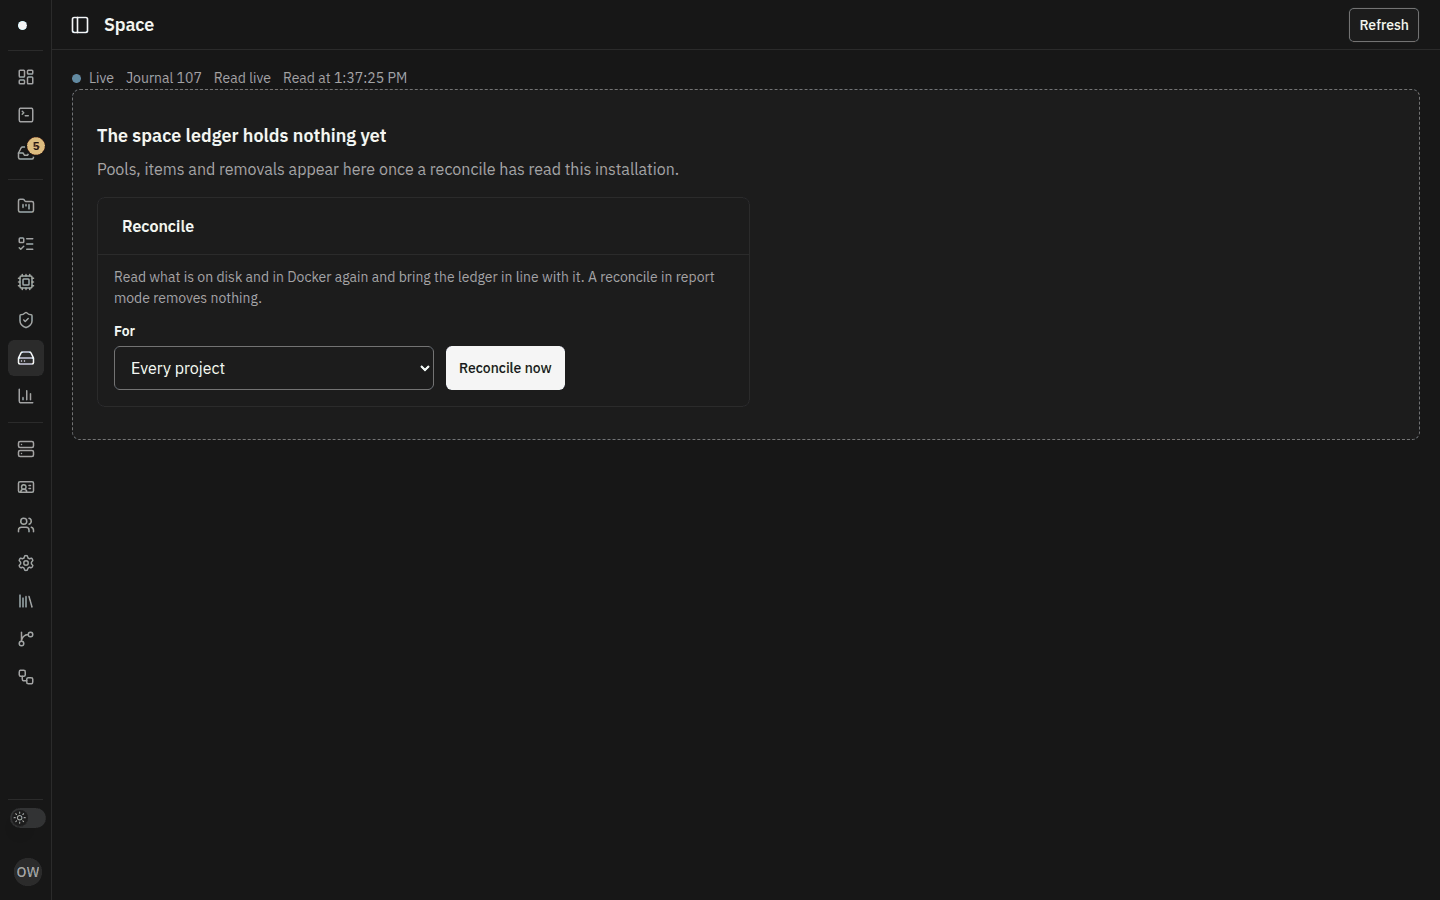 Space
Refresh
Live Journal 107 Read live Read at 1:37:25 PM
5
The space ledger holds nothing yet
Pools, items and removals appear here once a reconcile has read this installation.
Reconcile
Read what is on disk and in Docker again and bring the ledger in line with it. A reconcile in report
mode removes nothing.
For
Every project
Reconcile now
OW